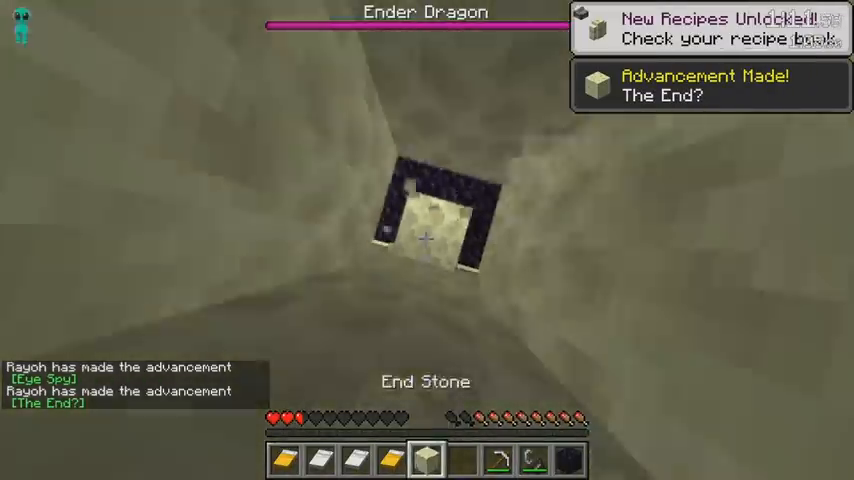 Ender Dragon
New Recipes Unlocked!
Check your recipe book
Advancement Made!
The End?
Rayoh has made the advancement
[Eye Spy]
Rayoh has made the advancement
[The End?]
End Stone